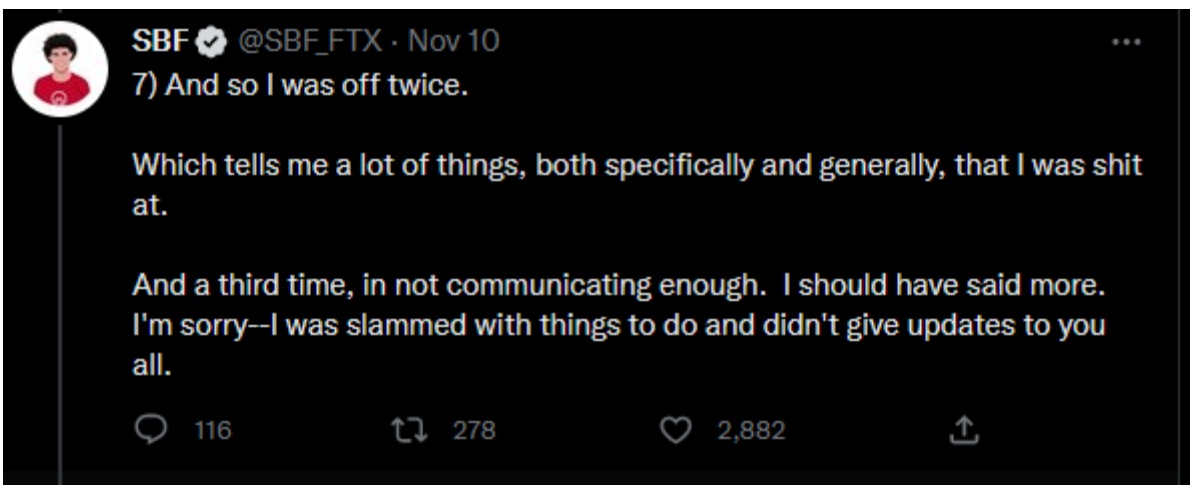 SBF @SBF_FTX · Nov 10
7) And so I was off twice.
Which tells me a lot of things, both specifically and generally, that I was shit
at.
And a third time, in not communicating enough.  I should have said more.
I'm sorry--I was slammed with things to do and didn't give updates to you
all.
116 278 2,882